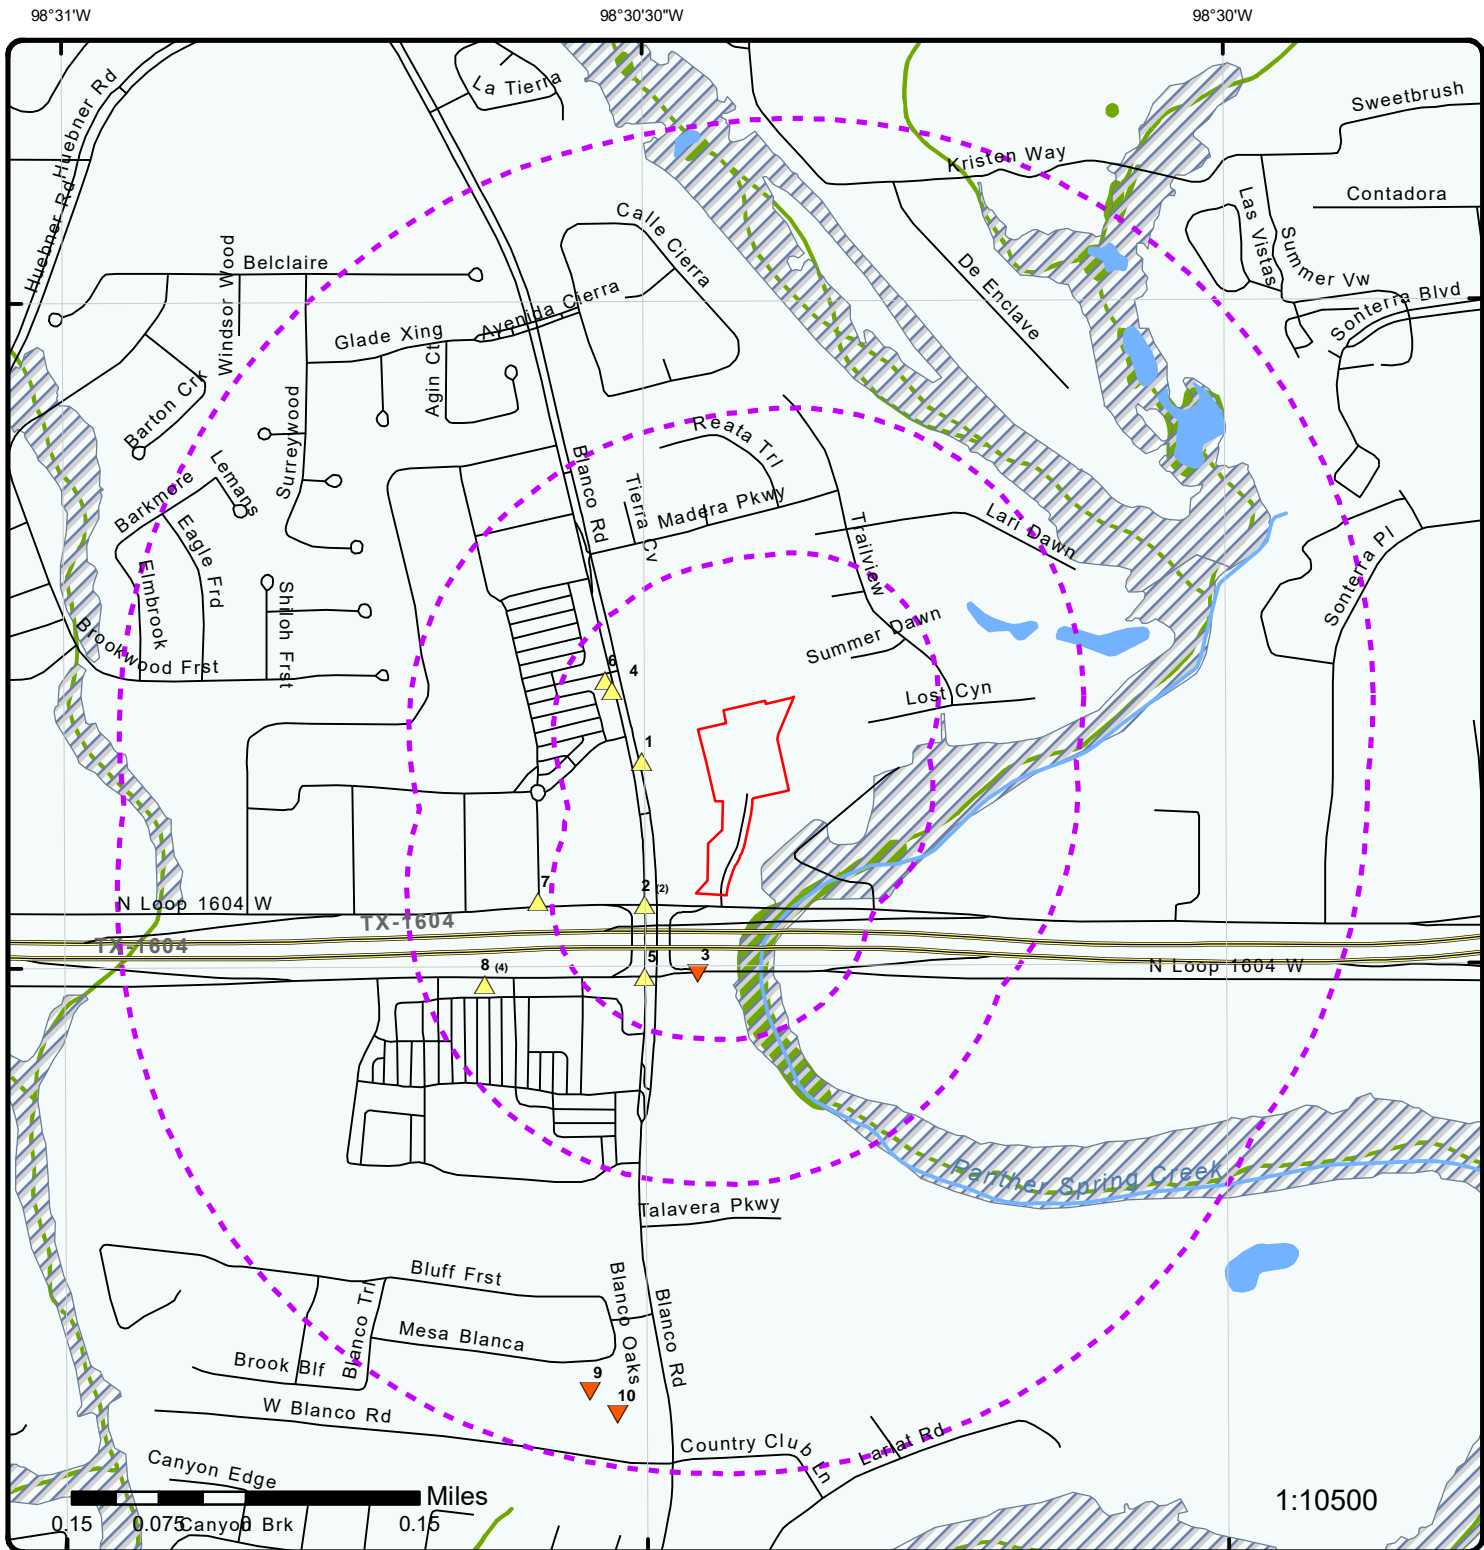 98°31'W
98°30'30"W
98°30'W
Huebner Rd
Huebner Rd
La Tierra
Sweetbrush
Kristen Way
Contadora
Las Vistas
Summer Vw
Sonterra Blvd
Calle Cierra
De Enclave
Belclaire
Windsor Wood
Avenida Cierra
Glade Xing
Agin Ct
Barton Crk
Surreywood
Lemans
Barkmore
Eagle Frd
Elmbrook
Shiloh Frst
Brookwood Frst
Blanco Rd
Tierra Cv
Reata Trl
Madera Pkwy
Trailview
Lari Dawn
Sonterra Pl
Summer Dawn
Lost Cyn
6
4
1
7
2 (2)
N Loop 1604 W
TX-1604
TX-1604
3
5
8 (4)
N Loop 1604 W
Panther Spring Creek
Talavera Pkwy
Bluff Frst
Blanco Trl
Mesa Blanca
Blanco Oaks
Blanco Rd
Brook Blf
9
10
W Blanco Rd
Country Club Ln
Lariat Rd
Canyon Edge
Miles
1:10500
0.15
0.075
0
0.15
Canyon Brk